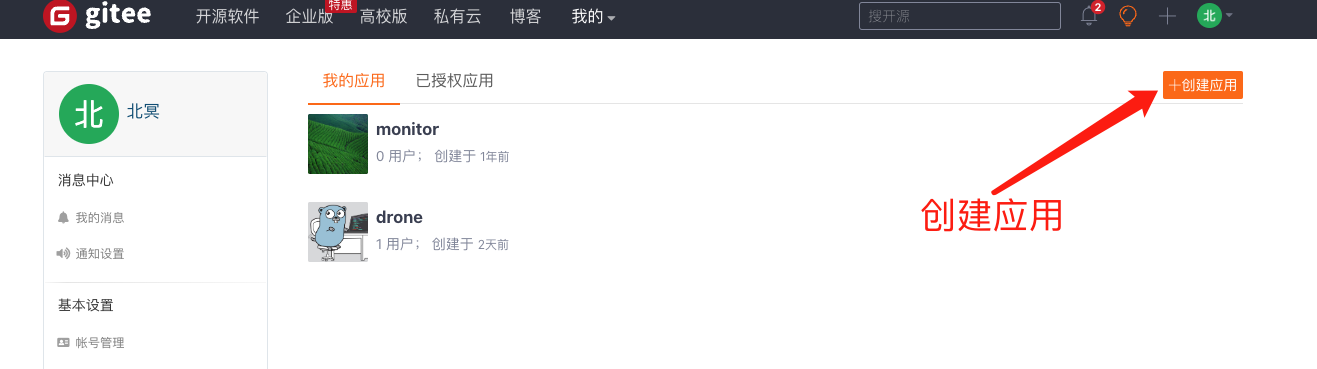 gitee 开源软件 企业版 特惠 高校版 私有云 博客 我的 搜开源 2 北
北 北冥
我的应用 已授权应用 +创建应用
monitor
0 用户； 创建于 1年前
消息中心
我的消息
drone
1 用户； 创建于 2天前
创建应用
通知设置
基本设置
帐号管理